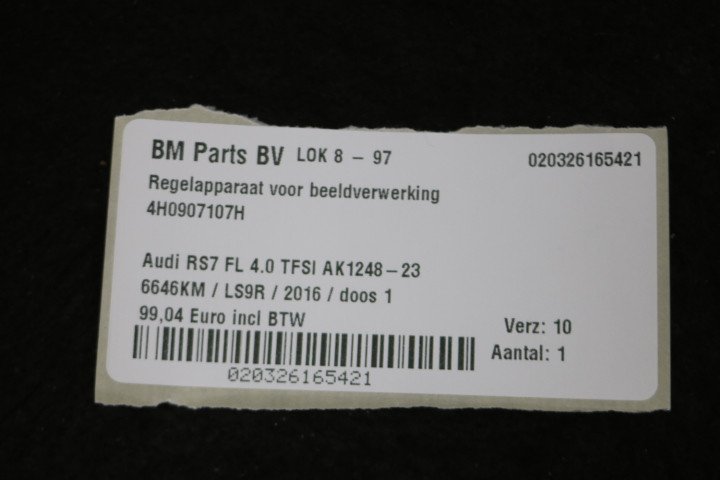 BM Parts BV LOK 8 - 97 020326165421
Regelapparaat voor beeldverwerking
4H0907107H
Audi RS7 FL 4.0 TFSI AK1248-23
6646KM / LS9R / 2016 / doos 1
99,04 Euro incl BTW
Verz: 10
Aantal: 1
020326165421